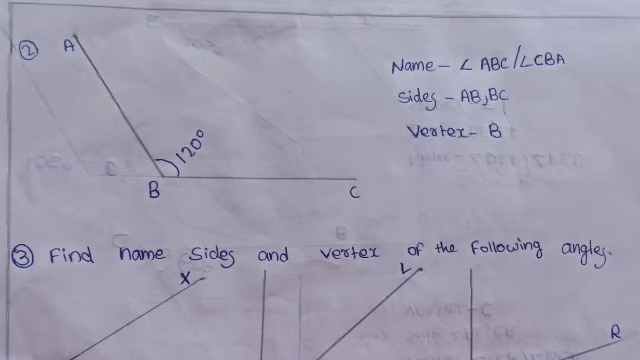 ② A
Name - ∠ ABC / ∠CBA
Sides - AB, BC
Vertex - B
120°
B C
③ Find name sides and vertex of the following angles.
X L
R